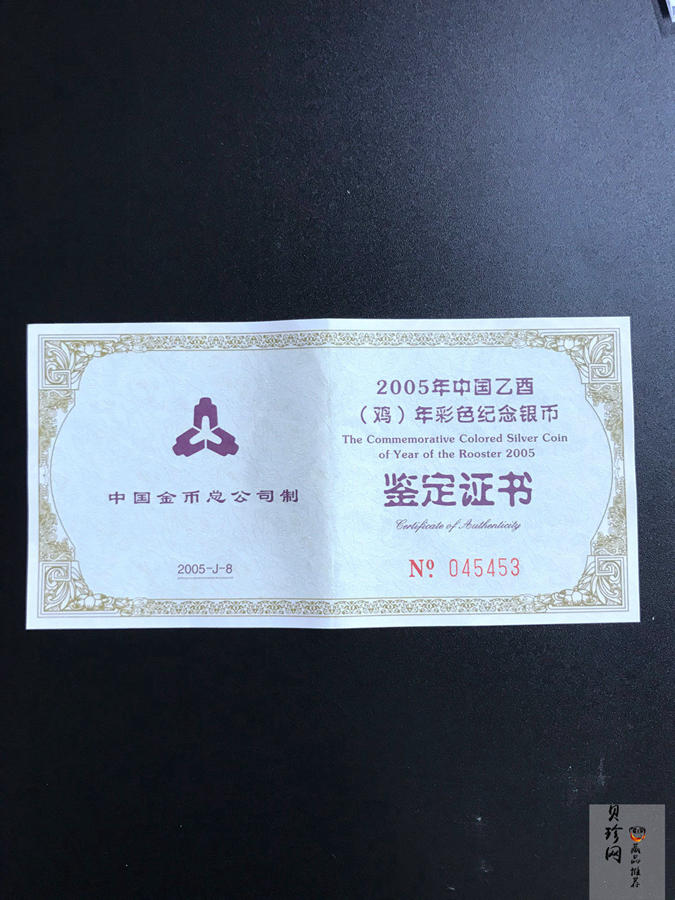 中国金币总公司制
2005-J-8
2005年中国乙酉
（鸡）年彩色纪念银币
The Commemorative Colored Silver Coin
of Year of the Rooster 2005
鉴定证书
Certificate of Authenticity
Nº 045453
贝珍网
藏品推荐